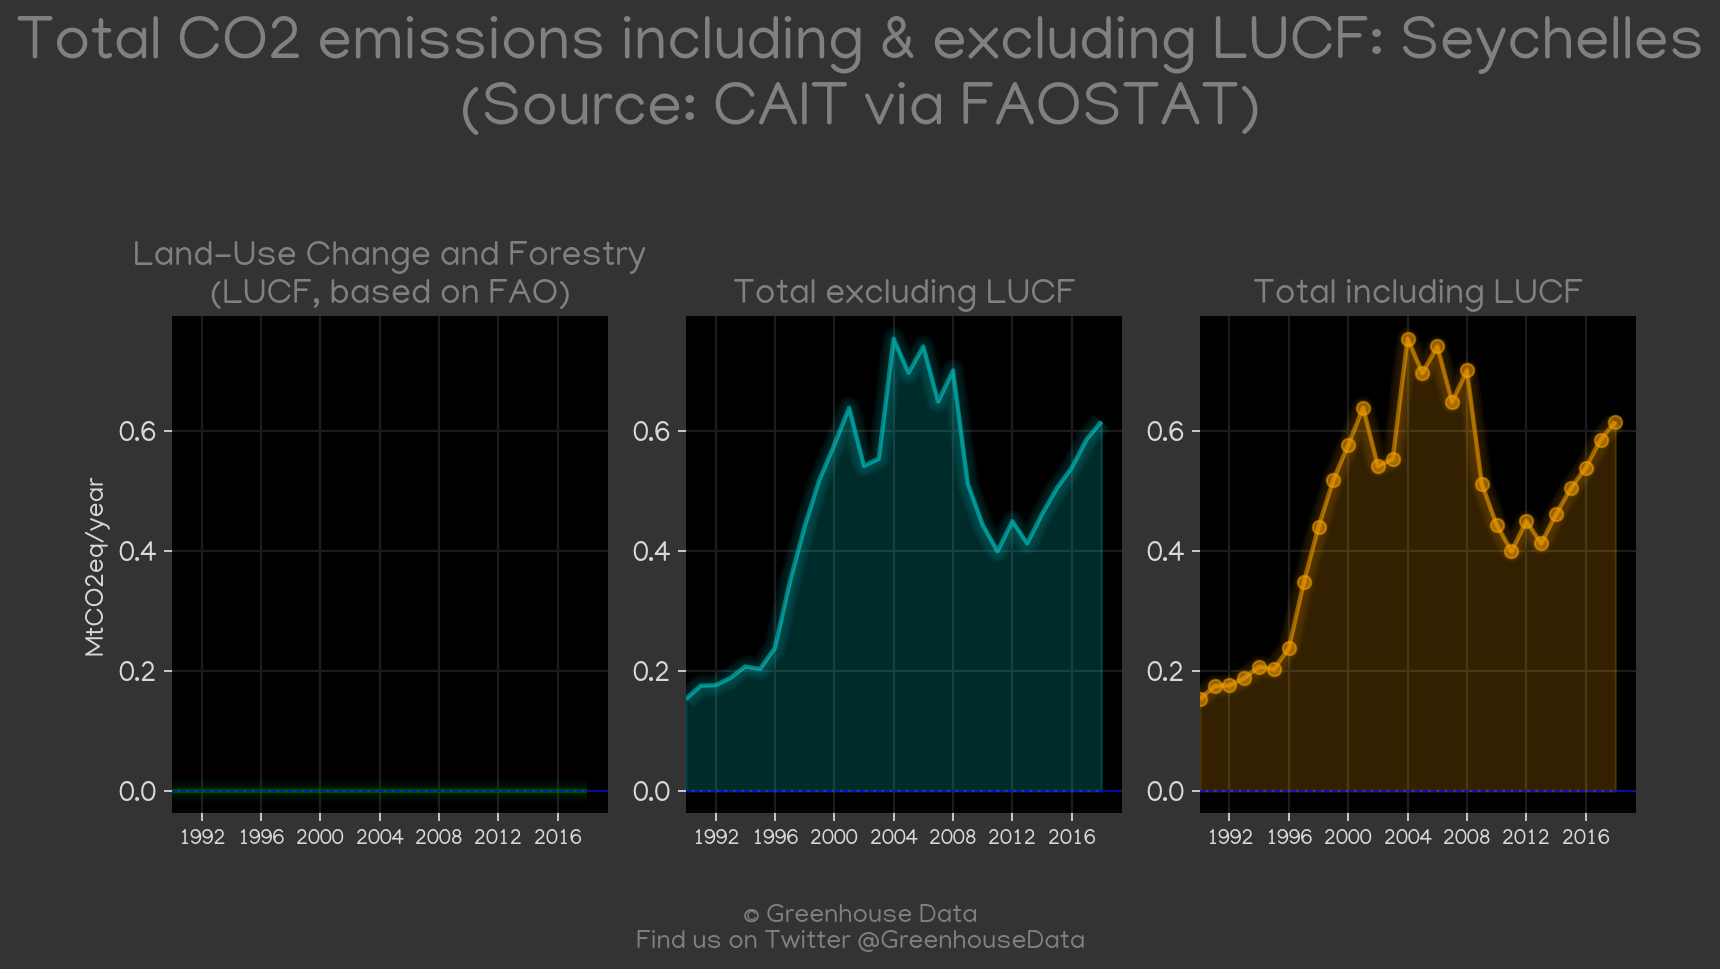 Total CO2 emissions including & excluding LUCF: Seychelles
(Source: CAIT via FAOSTAT)
Land-Use Change and Forestry
(LUCF, based on FAO)
Total excluding LUCF
Total including LUCF
MtCO2eq/year
0.6
0.4
0.2
0.0
1992 1996 2000 2004 2008 2012 2016
0.6
0.4
0.2
0.0
1992 1996 2000 2004 2008 2012 2016
0.6
0.4
0.2
0.0
1992 1996 2000 2004 2008 2012 2016
© Greenhouse Data
Find us on Twitter @GreenhouseData